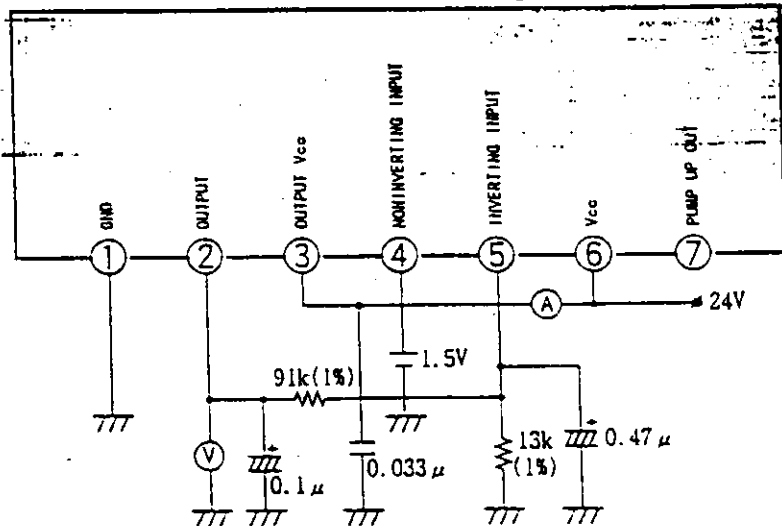 GND
OUTPUT
OUTPUT Vcc
NONINVERTING INPUT
INVERTING INPUT
Vcc
PUMP UP OUT
1
2
3
4
5
6
7
A
24V
1.5V
91k(1%)
V
0.1μ
0.033μ
13k
(1%)
0.47μ